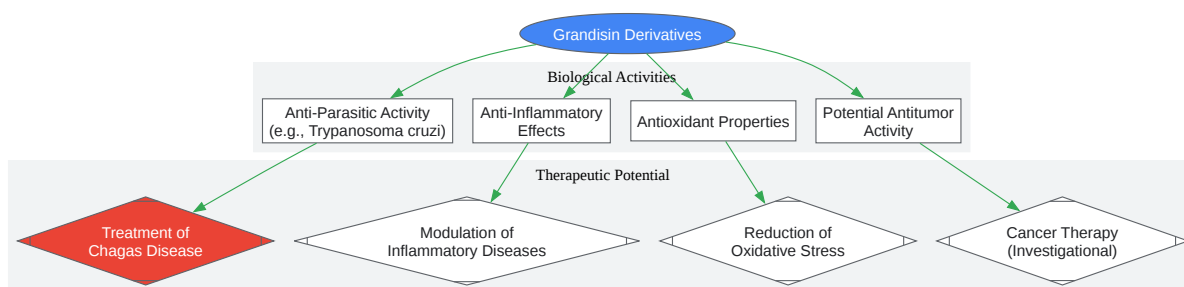 Grandisin Derivatives
Biological Activities
Anti-Parasitic Activity
(e.g., Trypanosoma cruzi)
Anti-Inflammatory
Effects
Antioxidant Properties
Potential Antitumor
Activity
Therapeutic Potential
Treatment of
Chagas Disease
Modulation of
Inflammatory Diseases
Reduction of
Oxidative Stress
Cancer Therapy
(Investigational)